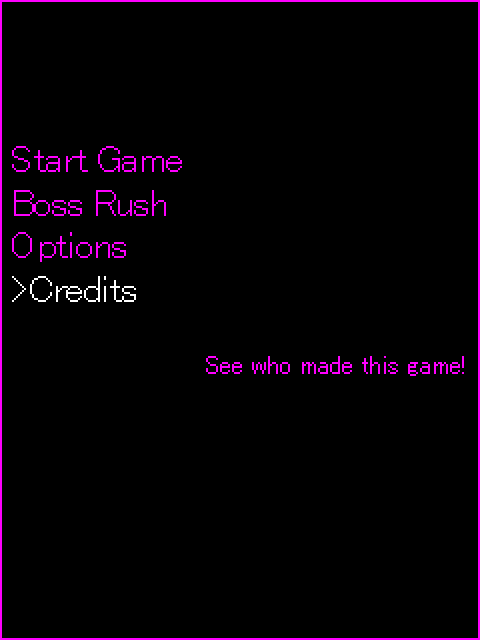 Start Game
Boss Rush
Options
>Credits
See who made this game!